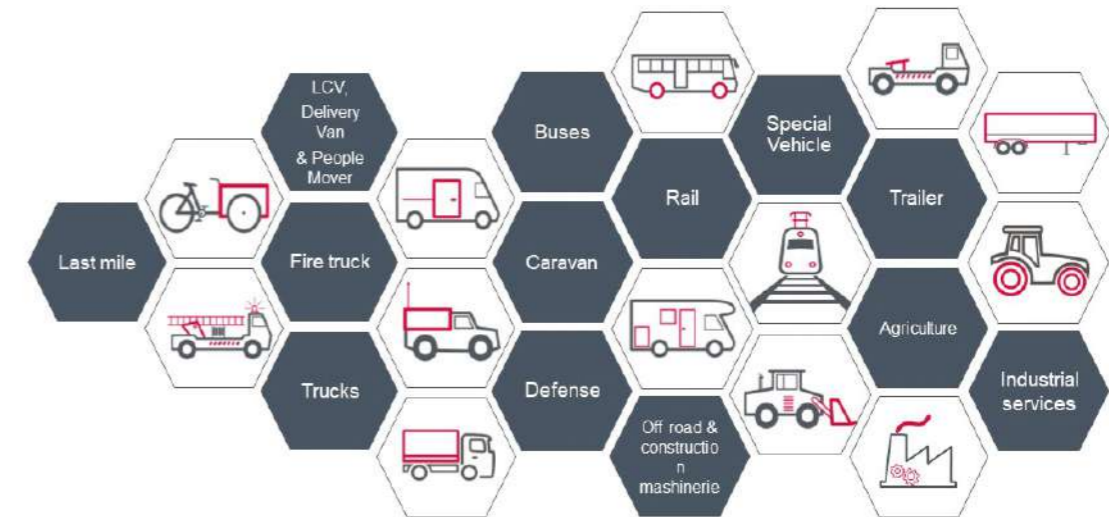 LCV,
Delivery
Van
& People
Mover
Buses
Special
Vehicle
Rail
Trailer
Last mile
Fire truck
Caravan
Agriculture
Trucks
Defense
Industrial
services
Off road &
constructio
n
mashinerie